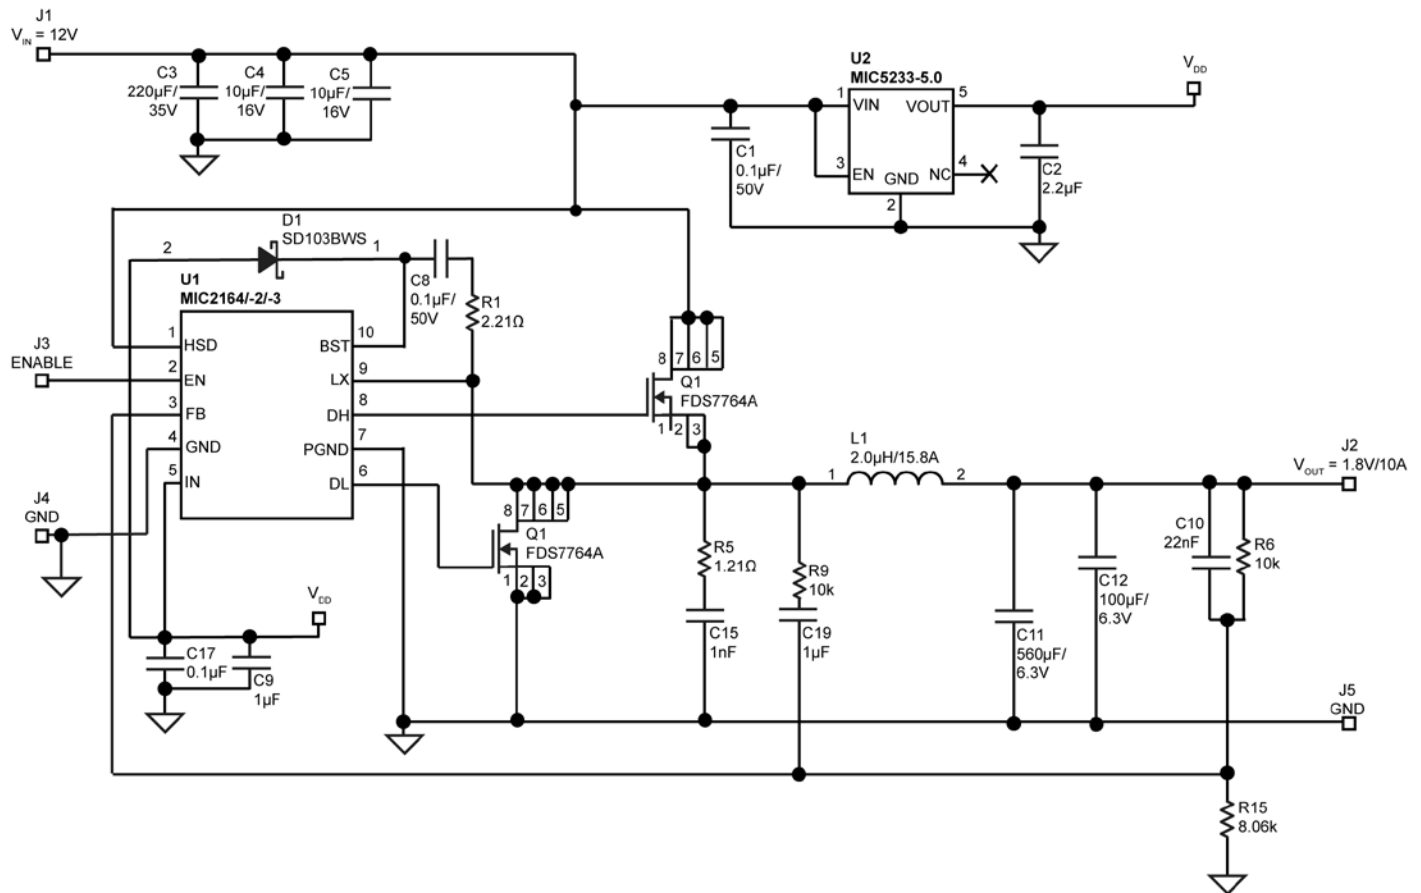 J1
V_IN = 12V
C3
220µF/
35V
C4
10µF/
16V
C5
10µF/
16V
U2
MIC5233-5.0
1
VIN
VOUT
5
3
EN
NC
4
GND
2
C1
0.1µF/
50V
C2
2.2µF
V_DD
D1
SD103BWS
2
1
C8
0.1µF/
50V
R1
2.21Ω
U1
MIC2164/-2/-3
1
HSD
2
EN
3
FB
4
GND
5
IN
10
BST
9
LX
8
DH
7
PGND
6
DL
J3
ENABLE
J4
GND
8
7
6
5
Q1
FDS7764A
1
2
3
8
7
6
5
Q1
FDS7764A
1
2
3
L1
2.0µH/15.8A
1
2
J2
V_OUT = 1.8V/10A
R5
1.21Ω
C15
1nF
R9
10k
C19
1µF
C11
560µF/
6.3V
C12
100µF/
6.3V
C10
22nF
R6
10k
V_DD
C17
0.1µF
C9
1µF
J5
GND
R15
8.06k